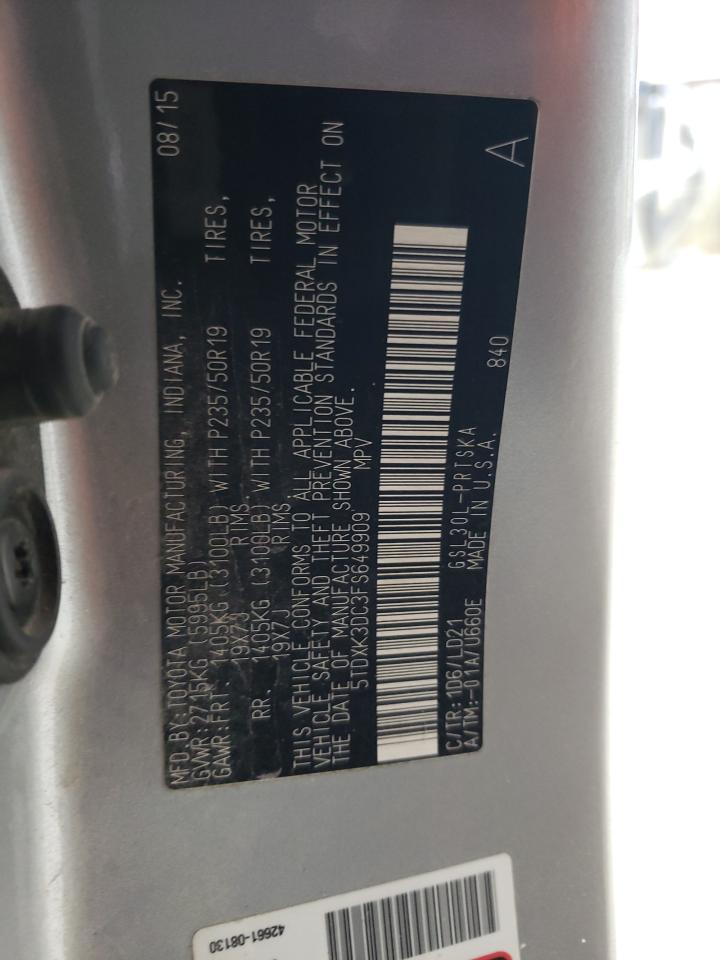 MFD BY:TOYOTA MOTOR MANUFACTURING, INDIANA, INC. 08/15
GVWR:2715KG (5995LB)
GAWR:FRT. 1405KG (3100LB) WITH P235/50R19 TIRES,
19X7J RIMS
RR. 1405KG (3100LB) WITH P235/50R19 TIRES,
19X7J RIMS
THIS VEHICLE CONFORMS TO ALL APPLICABLE FEDERAL MOTOR
VEHICLE SAFETY AND THEFT PREVENTION STANDARDS IN EFFECT ON
THE DATE OF MANUFACTURE SHOWN ABOVE.
5TDXK3DC3FS649909 MPV
C/TR:1D6/LD21 GSL30L-PRTSKA 840 A
A/TM:-01A/U660E MADE IN U.S.A.
42661-08130